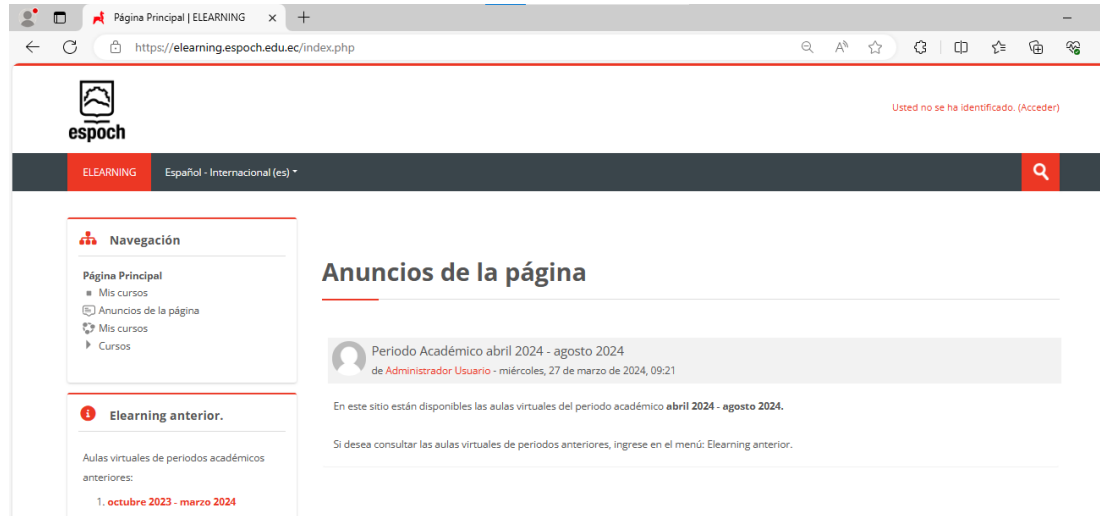 Página Principal | ELEARNING
https://elearning.espoch.edu.ec/index.php
espoch
Usted no se ha identificado. (Acceder)
ELEARNING Español - Internacional (es)
Navegación
Página Principal
Mis cursos
Anuncios de la página
Mis cursos
Cursos
Elearning anterior.
Aulas virtuales de periodos académicos
anteriores:
1. octubre 2023 - marzo 2024
Anuncios de la página
Periodo Académico abril 2024 - agosto 2024
de Administrador Usuario - miércoles, 27 de marzo de 2024, 09:21
En este sitio están disponibles las aulas virtuales del periodo académico abril 2024 - agosto 2024.
Si desea consultar las aulas virtuales de periodos anteriores, ingrese en el menú: Elearning anterior.